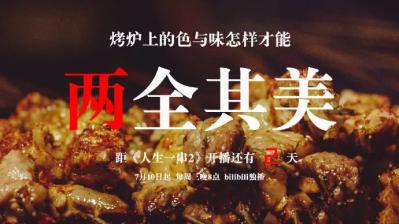 烤炉上的色与味怎样才能
两全其美
距《人生一串2》开播还有 2 天
7月10日起 每周三晚8点 bilibili独播